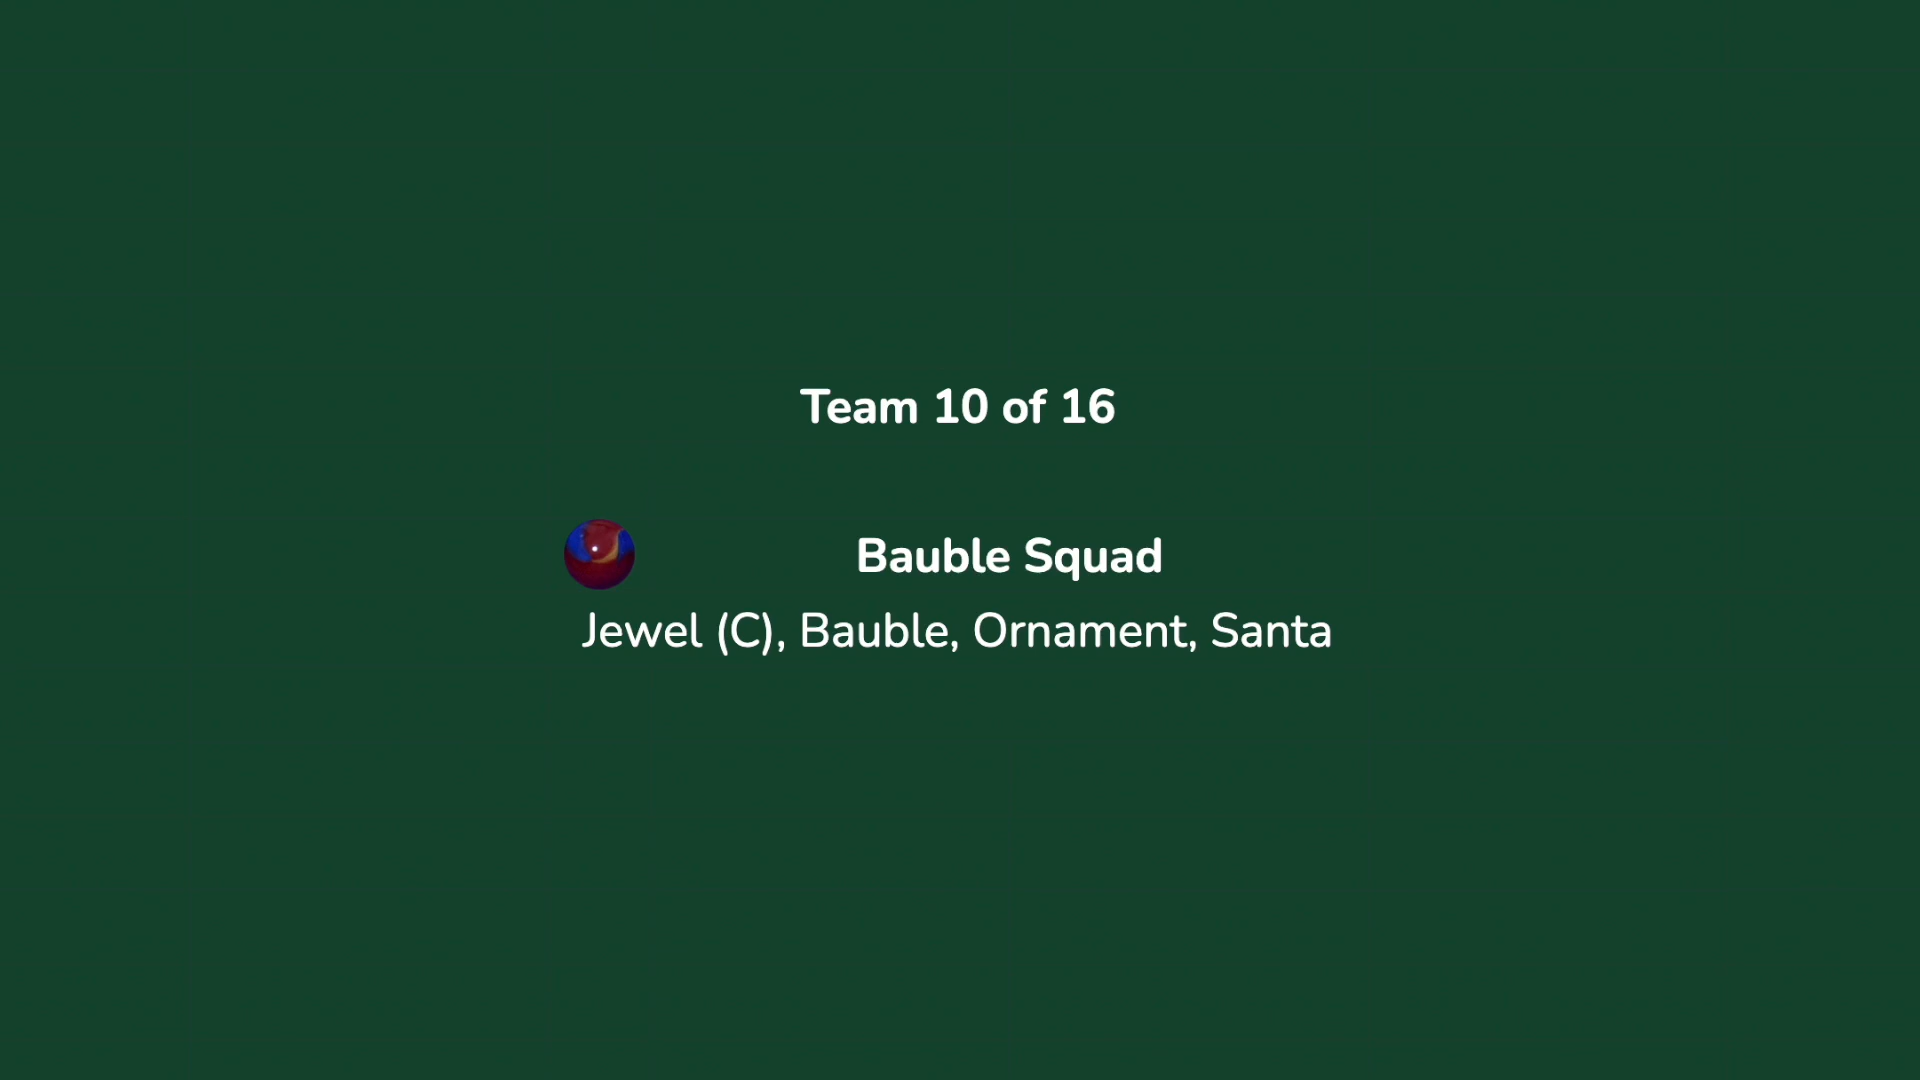 Team 10 of 16
Bauble Squad
Jewel (C), Bauble, Ornament, Santa